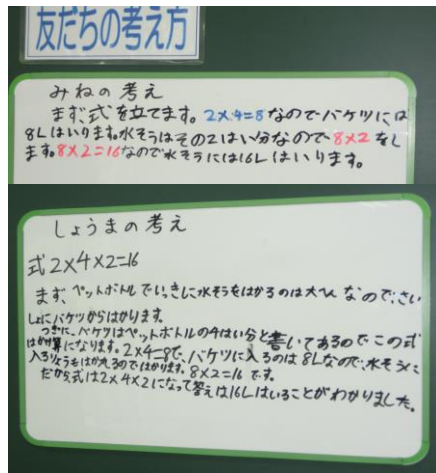 友だちの考え方
みねの考え
まず、式を立てます。2×4=8なのでバケツには
8Lはいります。水そうはその2はい分なので8×2をし
ます。8×2=16なので水そうには16Lはいります。
しょうまの考え
式2×4×2=16
まず、ペットボトルでいっきに水そうをはかるのは大へんなので、さい
しょにバケツからはかります。
つぎに、バケツはペットボトルの4はい分と書いてあるので、この式
はかけ算になります。2×4=8で、バケツに入るのは8Lなので、水そうに
入るりょうをはかれるのではかります。8×2=16です。
だから、式は2×4×2になって答えは16Lはいることがわかりました。